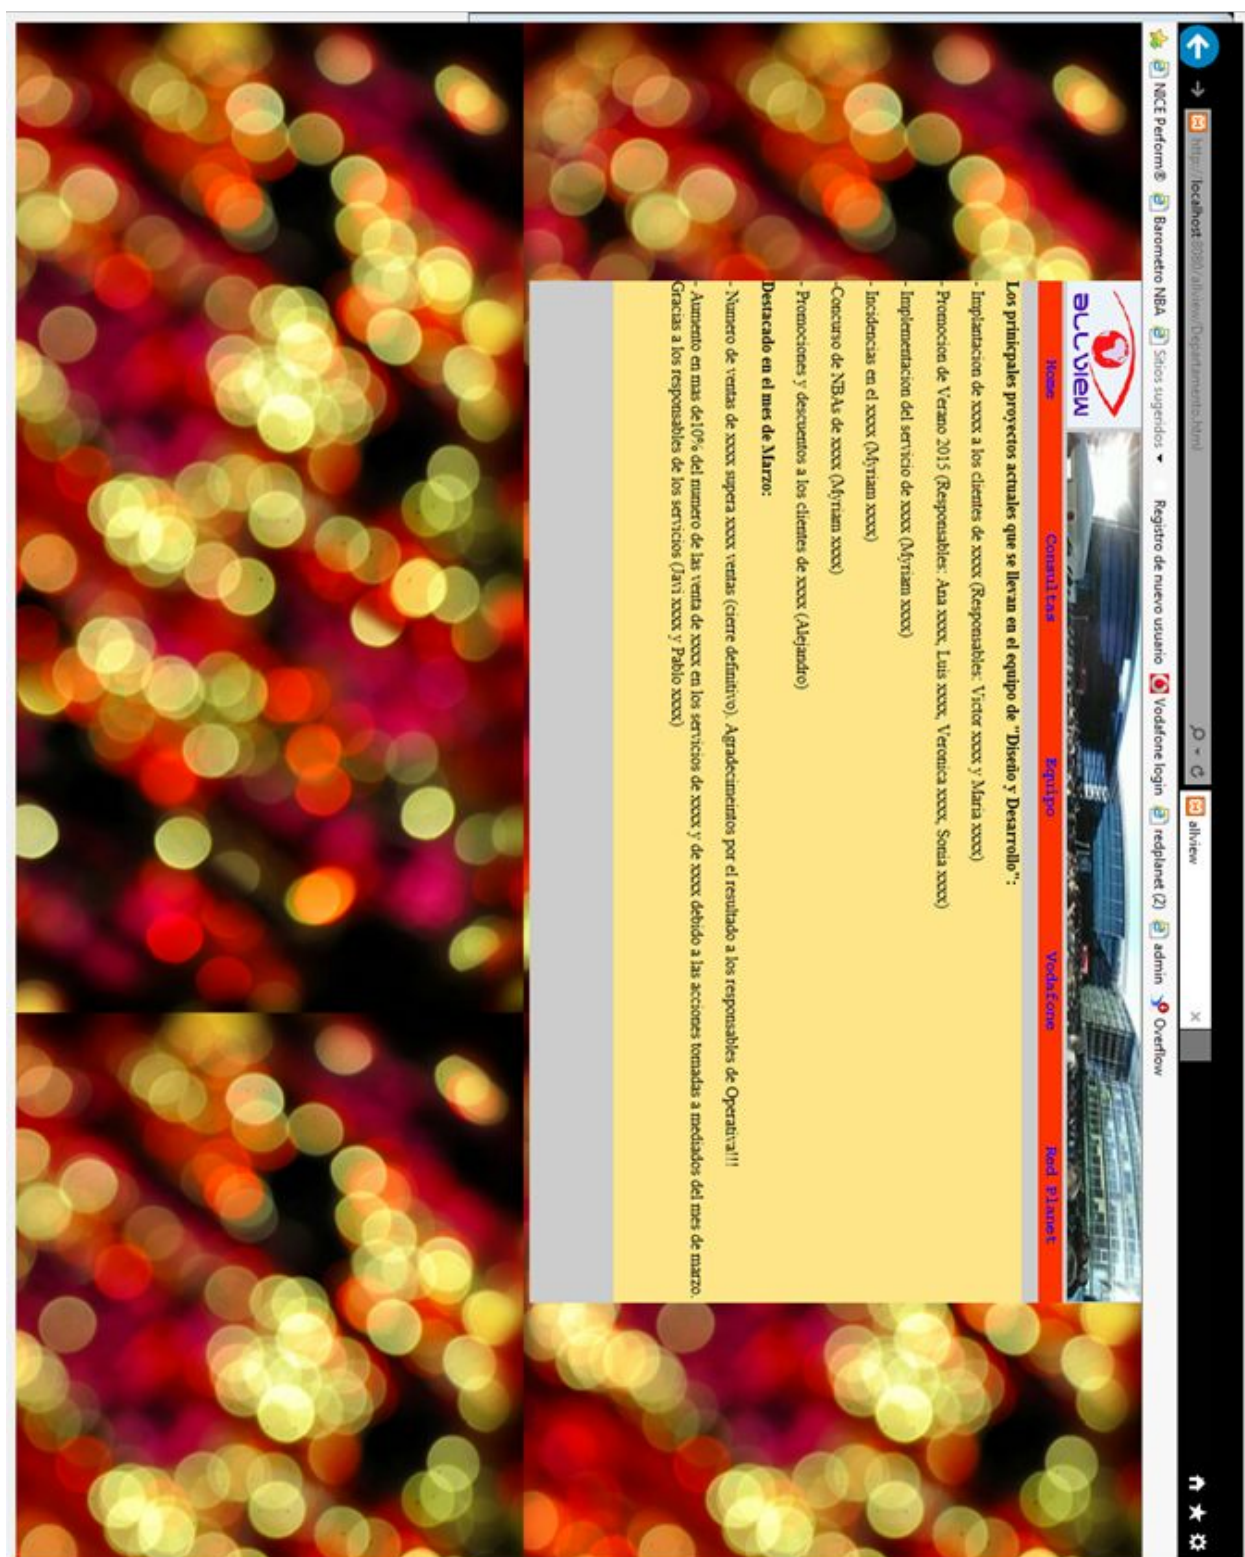 http://localhost:8080/allview/Departamento.html
allview
NICE Perform® Barometro NBA Sitios sugeridos Registro de nuevo usuario Vodafone login redplanet (2) admin Overflow
ALLVIEW
Home Consultas Equipo Vodafone Red Planet
Los prinicpales proyectos actuales que se llevan en el equipo de "Diseño y Desarrollo":
- Implantacion de xxxx a los clientes de xxxx (Responsables: Victor xxxx y Maria xxxx)
- Promocion de Verano 2015 (Responsables: Ana xxxx, Luis xxxx, Veronica xxxx, Sonia xxxx)
- Implementacion del servicio de xxxx (Myriam xxxx)
- Incidencias en el xxxx (Myriam xxxx)
-Concurso de NBAs de xxxx (Myriam xxxx)
- Promociones y descuentos a los clientes de xxxx (Alejandro)
Destacado en el mes de Marzo:
- Numero de ventas de xxxx supera xxxx ventas (cierre definitivo). Agradecimeintos por el resultado a los responsables de Operativa!!!
- Aumento en mas de10% del numero de las venta de xxxx en los servicios de xxxx y de xxxx debido a las acciones tomadas a mediados del mes de marzo.
Gracias a los responsables de los servicios (Javi xxxx y Pablo xxxx)